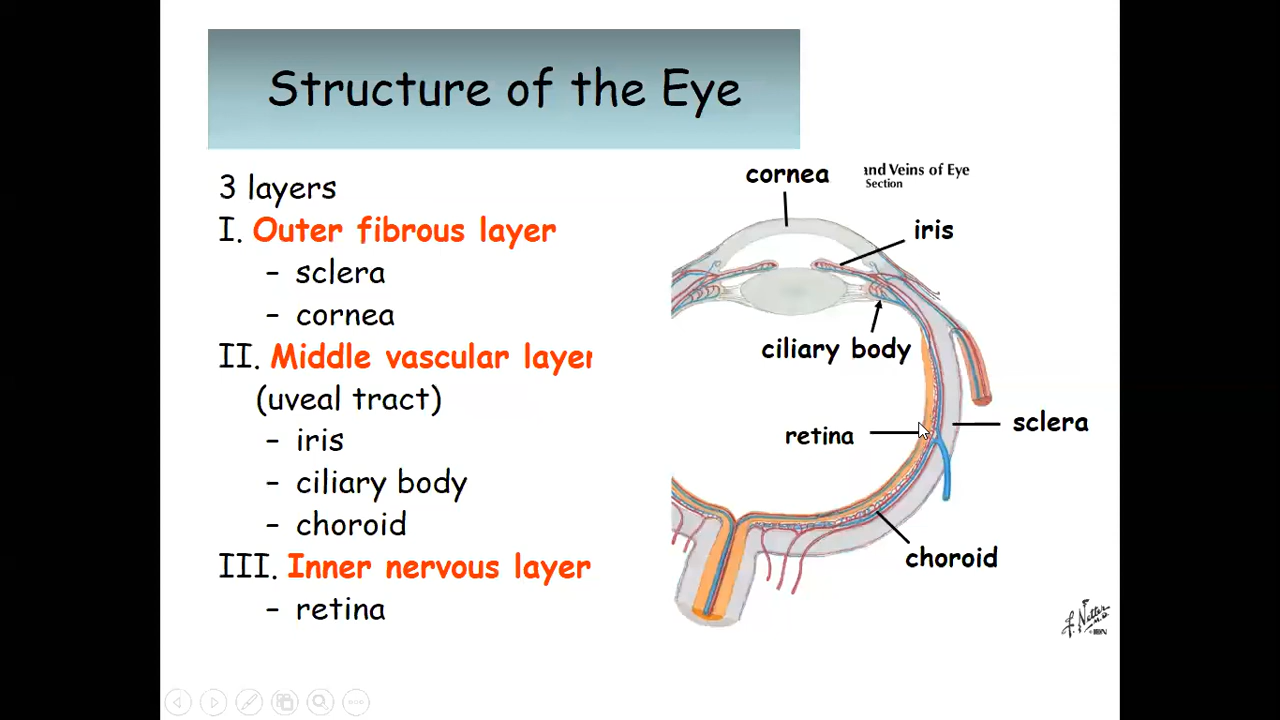 Structure of the Eye
3 layers
I. Outer fibrous layer
– sclera
– cornea
II. Middle vascular layer
(uveal tract)
– iris
– ciliary body
– choroid
III. Inner nervous layer
– retina
cornea
and Veins of Eye
Section
iris
ciliary body
retina
sclera
choroid